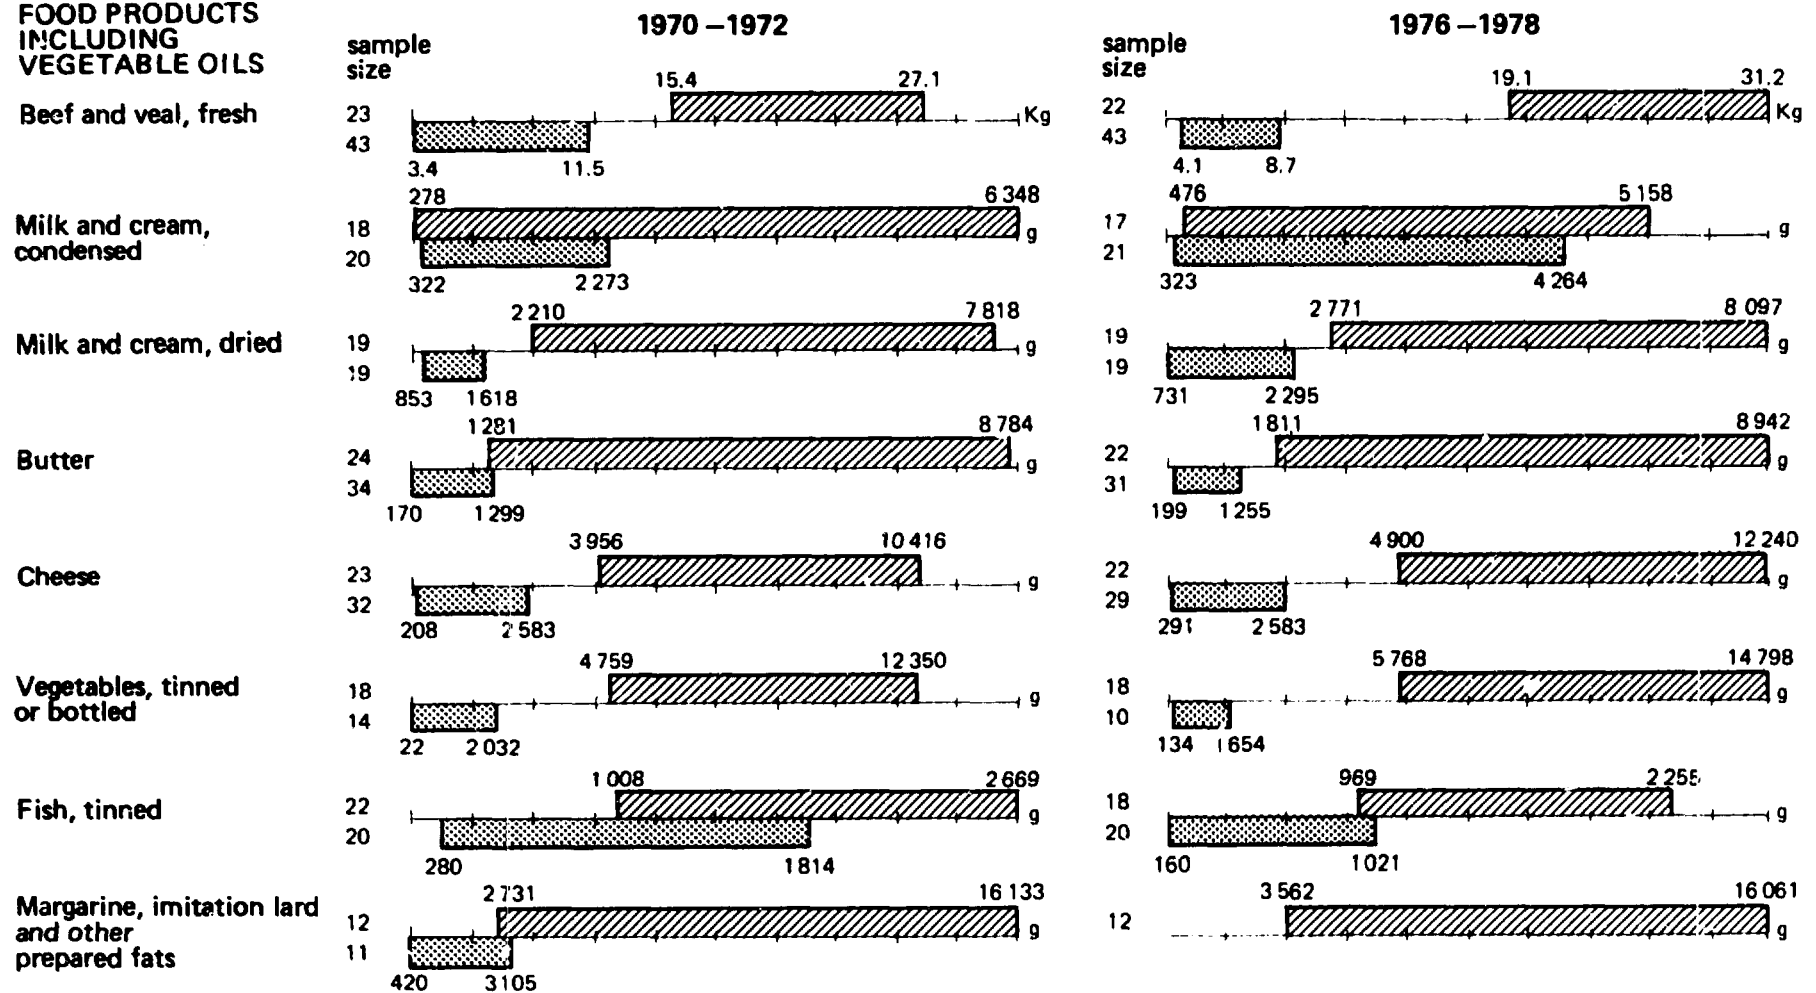 FOOD PRODUCTS
INCLUDING
VEGETABLE OILS
1970 – 1972
1976 – 1978
sample
size
sample
size
Beef and veal, fresh
23
43
15.4 27.1
Kg
3.4 11.5
22
43
19.1 31.2
Kg
4.1 8.7
Milk and cream,
condensed
18
20
278 6 348
g
322 2 273
17
21
476 5 158
g
323 4 264
Milk and cream, dried
19
19
2 210 7 818
g
853 1 618
19
19
2 771 8 097
g
731 2 295
Butter
24
34
1 281 8 784
g
170 1 299
22
31
1 811 8 942
g
199 1 255
Cheese
23
32
3 956 10 416
g
208 2 583
22
29
4 900 12 240
g
291 2 583
Vegetables, tinned
or bottled
18
14
4 759 12 350
g
22 2 032
18
10
5 768 14 798
g
134 1 654
Fish, tinned
22
20
1 008 2 669
g
280 1 814
18
20
969 2 255
g
160 1 021
Margarine, imitation lard
and other
prepared fats
12
11
2 731 16 133
g
420 3 105
12
3 562 16 061
g